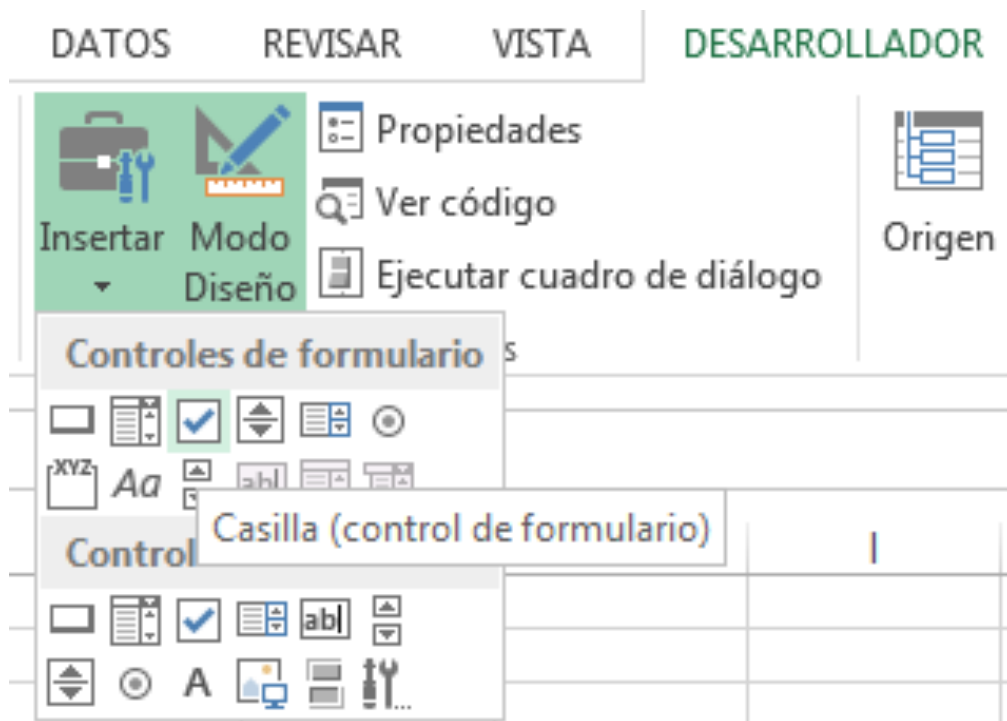 DATOS REVISAR VISTA DESARROLLADOR
Propiedades
Ver código
Insertar Modo Diseño
Ejecutar cuadro de diálogo
Origen
Controles de formulario s
XYZ Aa abl
Casilla (control de formulario)
Control I
abl
A